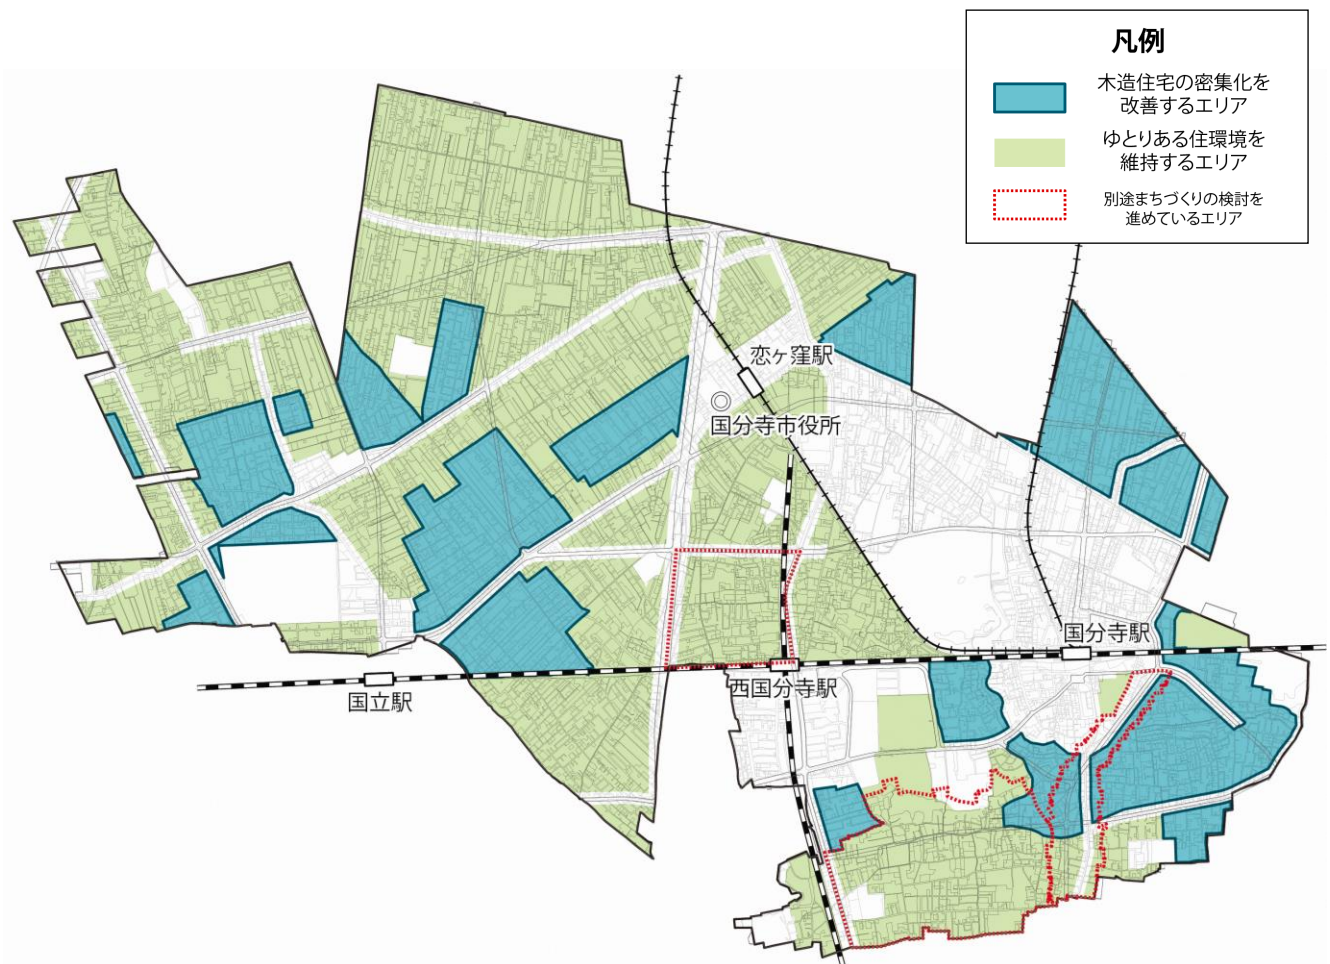 凡例
木造住宅の密集化を
改善するエリア
ゆとりある住環境を
維持するエリア
別途まちづくりの検討を
進めているエリア
恋ヶ窪駅
国分寺市役所
国分寺駅
西国分寺駅
国立駅